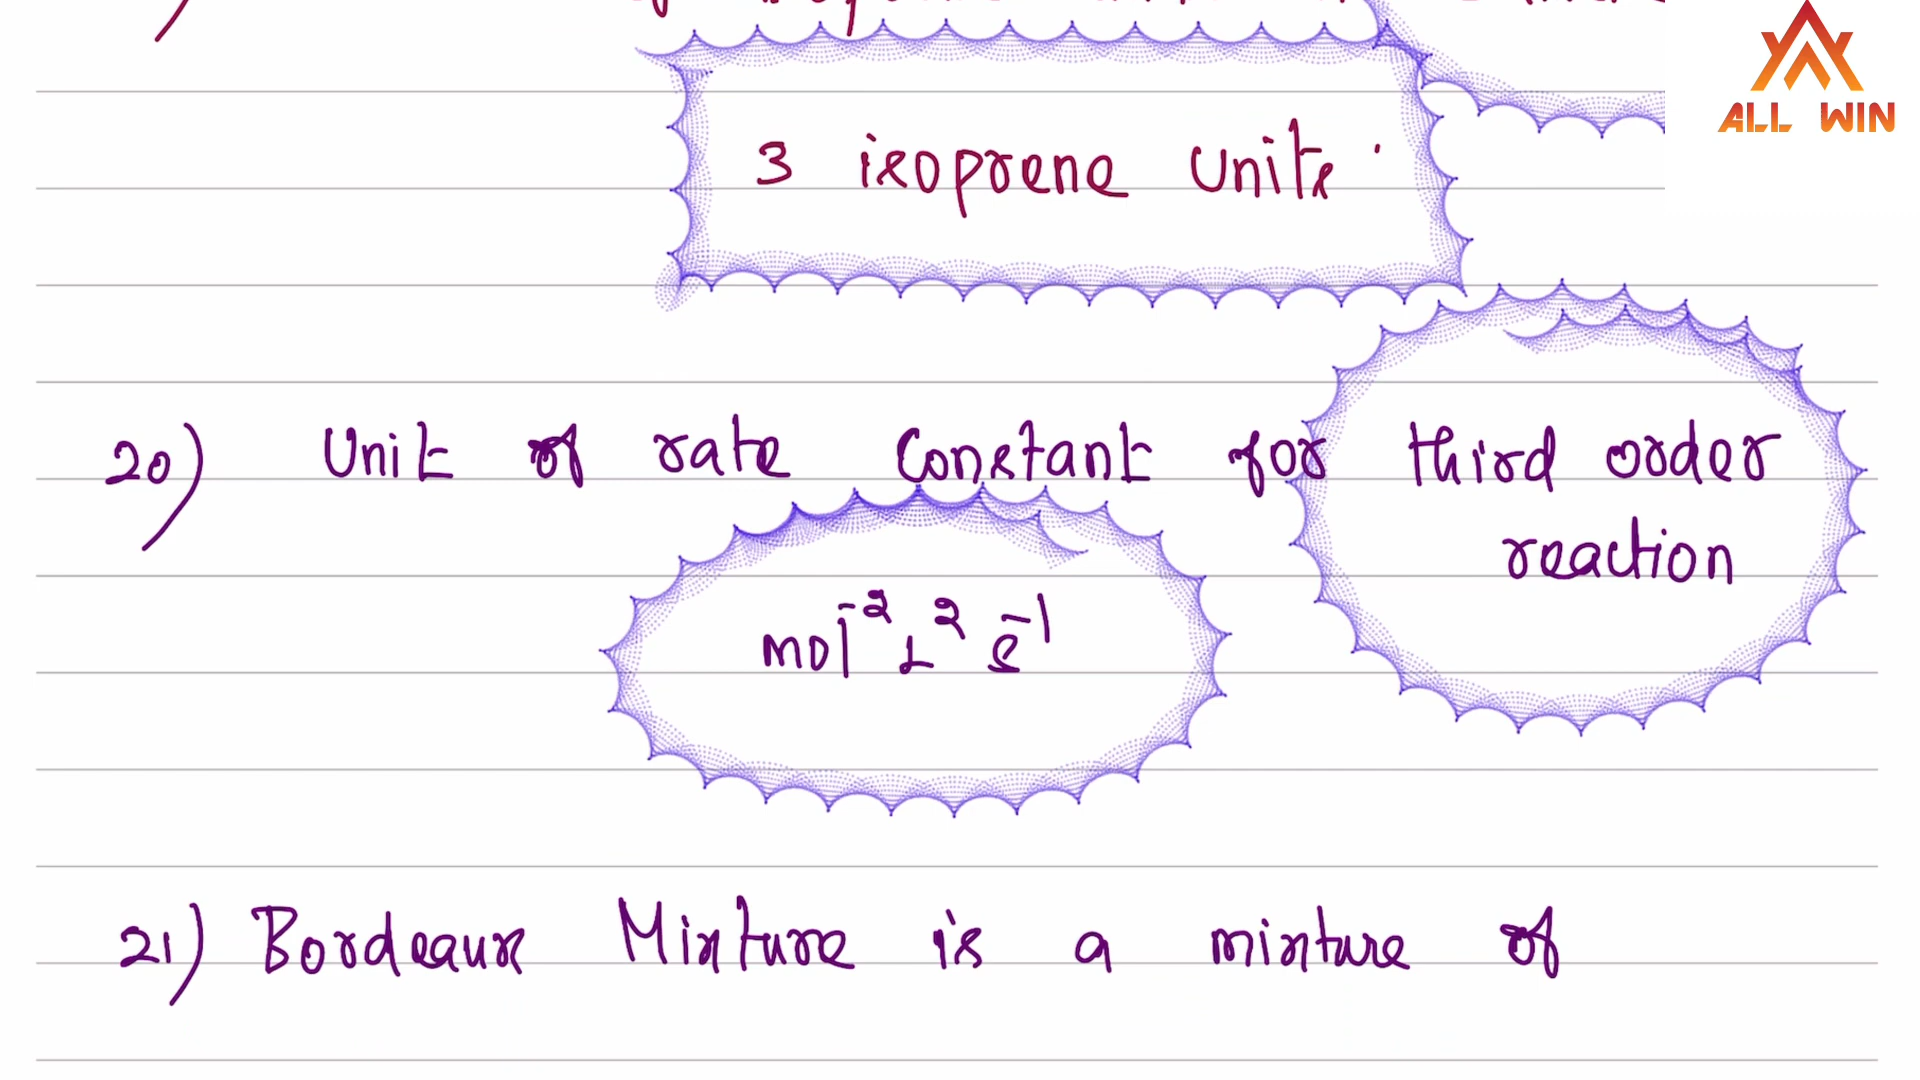 ALL WIN
3 isoprene units.
20) Unit of rate constant for third order
reaction
mol⁻² L² s⁻¹
21) Bordeaux Mixture is a mixture of